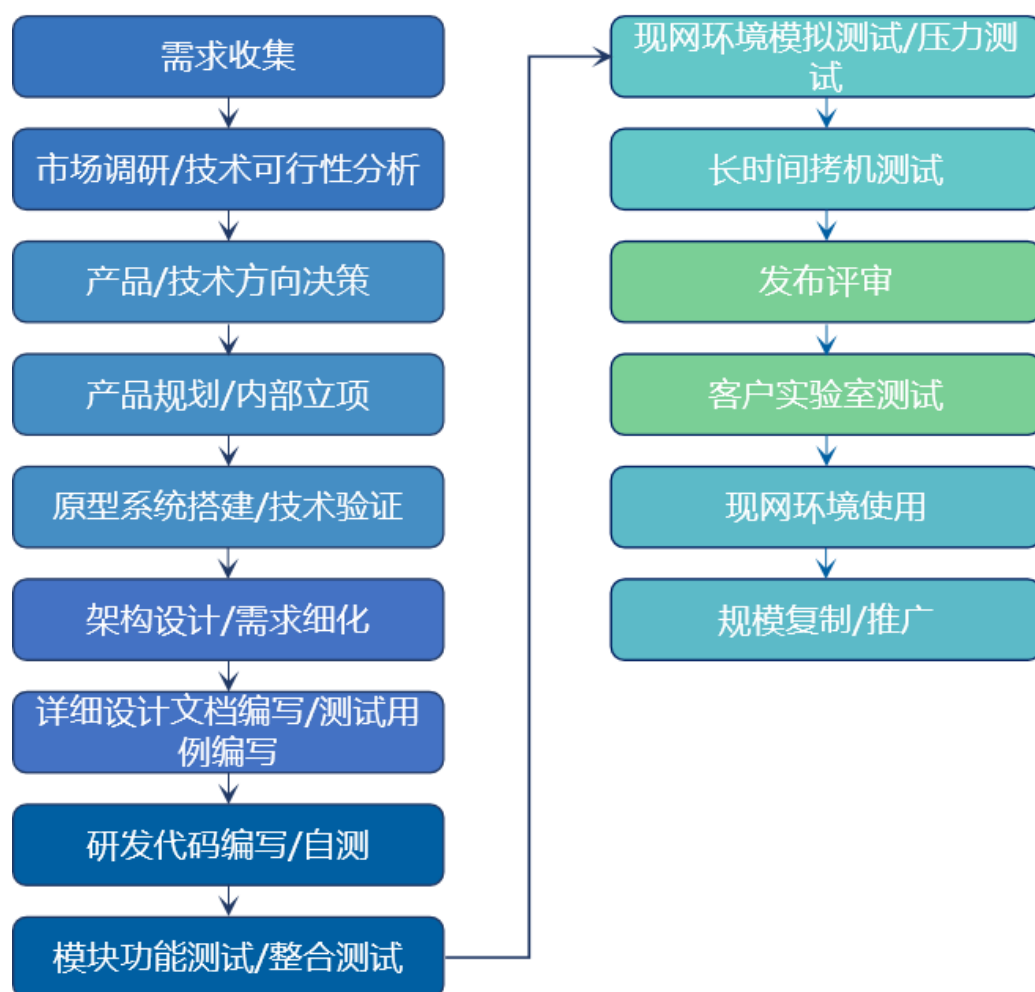 需求收集
市场调研/技术可行性分析
产品/技术方向决策
产品规划/内部立项
原型系统搭建/技术验证
架构设计/需求细化
详细设计文档编写/测试用
例编写
研发代码编写/自测
模块功能测试/整合测试
现网环境模拟测试/压力测
试
长时间拷机测试
发布评审
客户实验室测试
现网环境使用
规模复制/推广